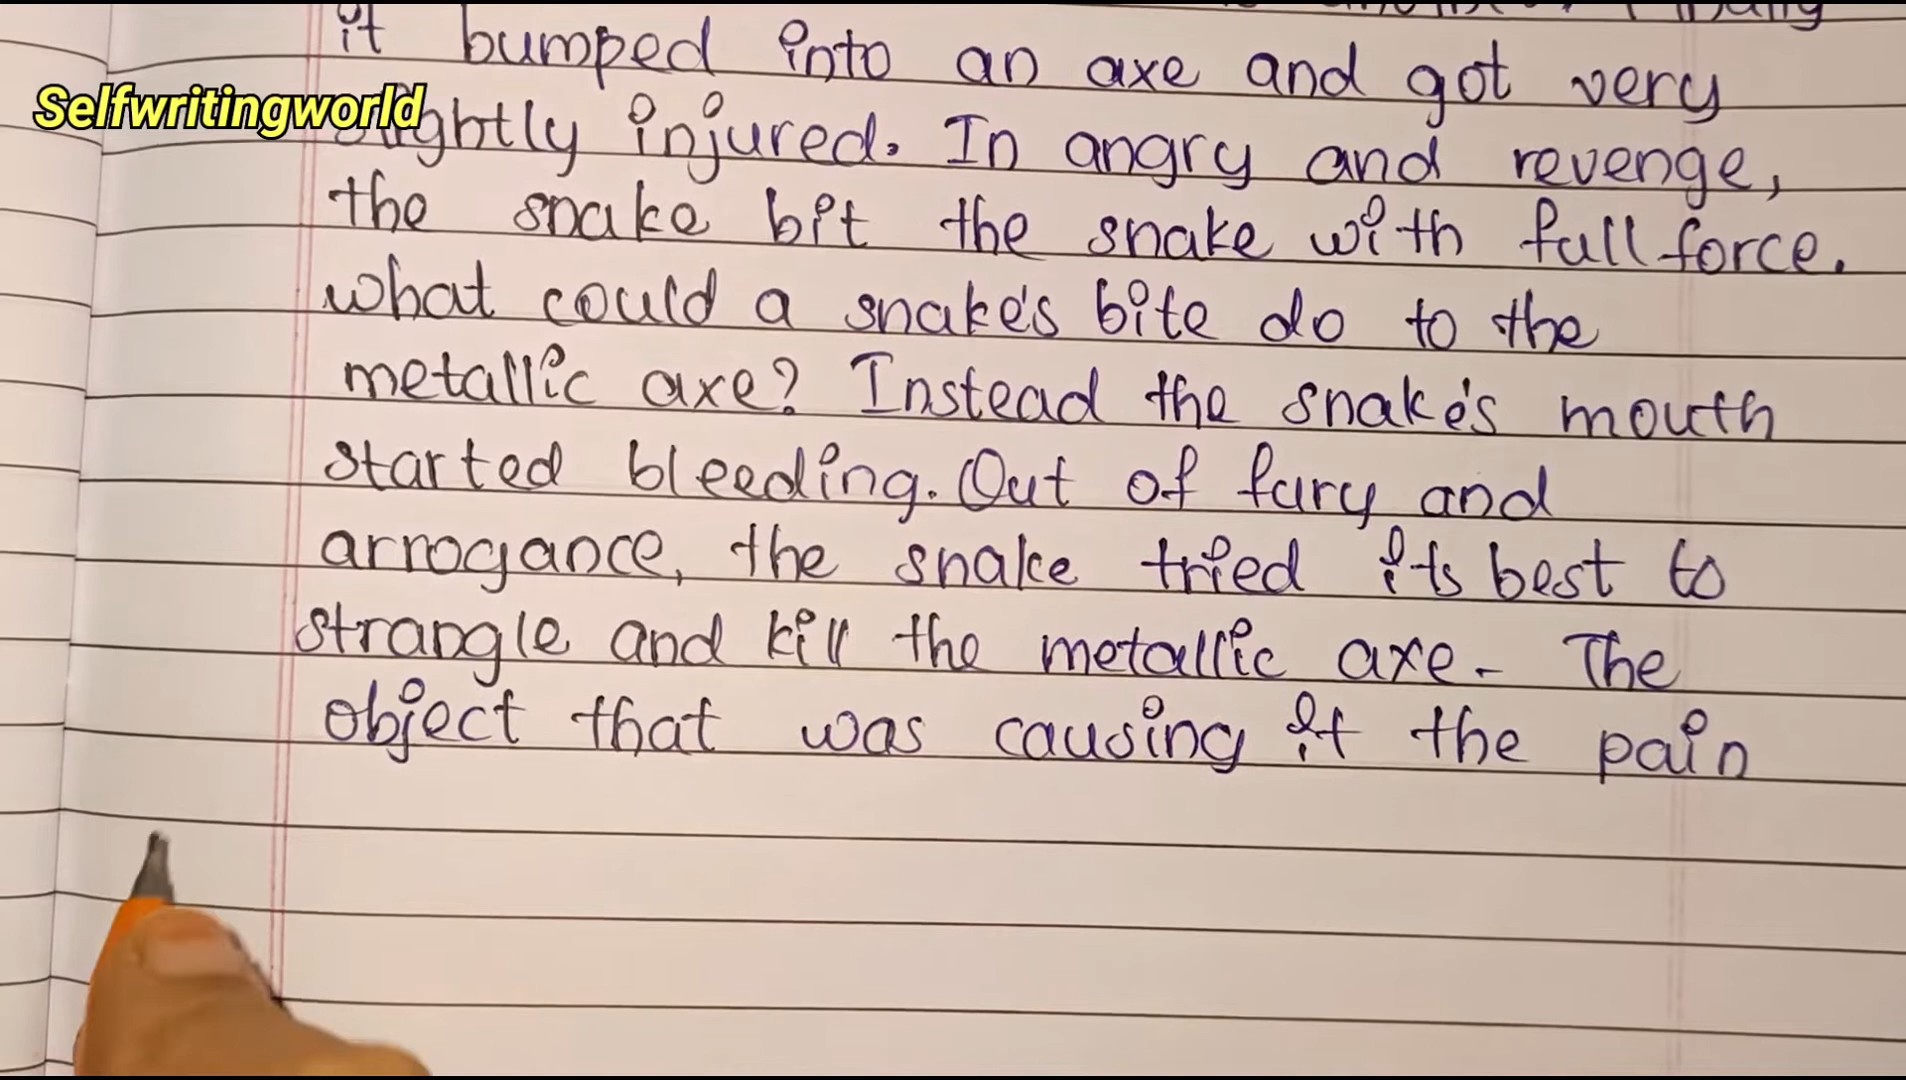 it bumped into an axe and got very
Selfwritingworld
slightly injured. In angry and revenge,
the snake bit the snake with full force.
what could a snake's bite do to the
metallic axe? Instead the snake's mouth
started bleeding. Out of fury and
arrogance, the snake tried its best to
strangle and kill the metallic axe - The
object that was causing it the pain